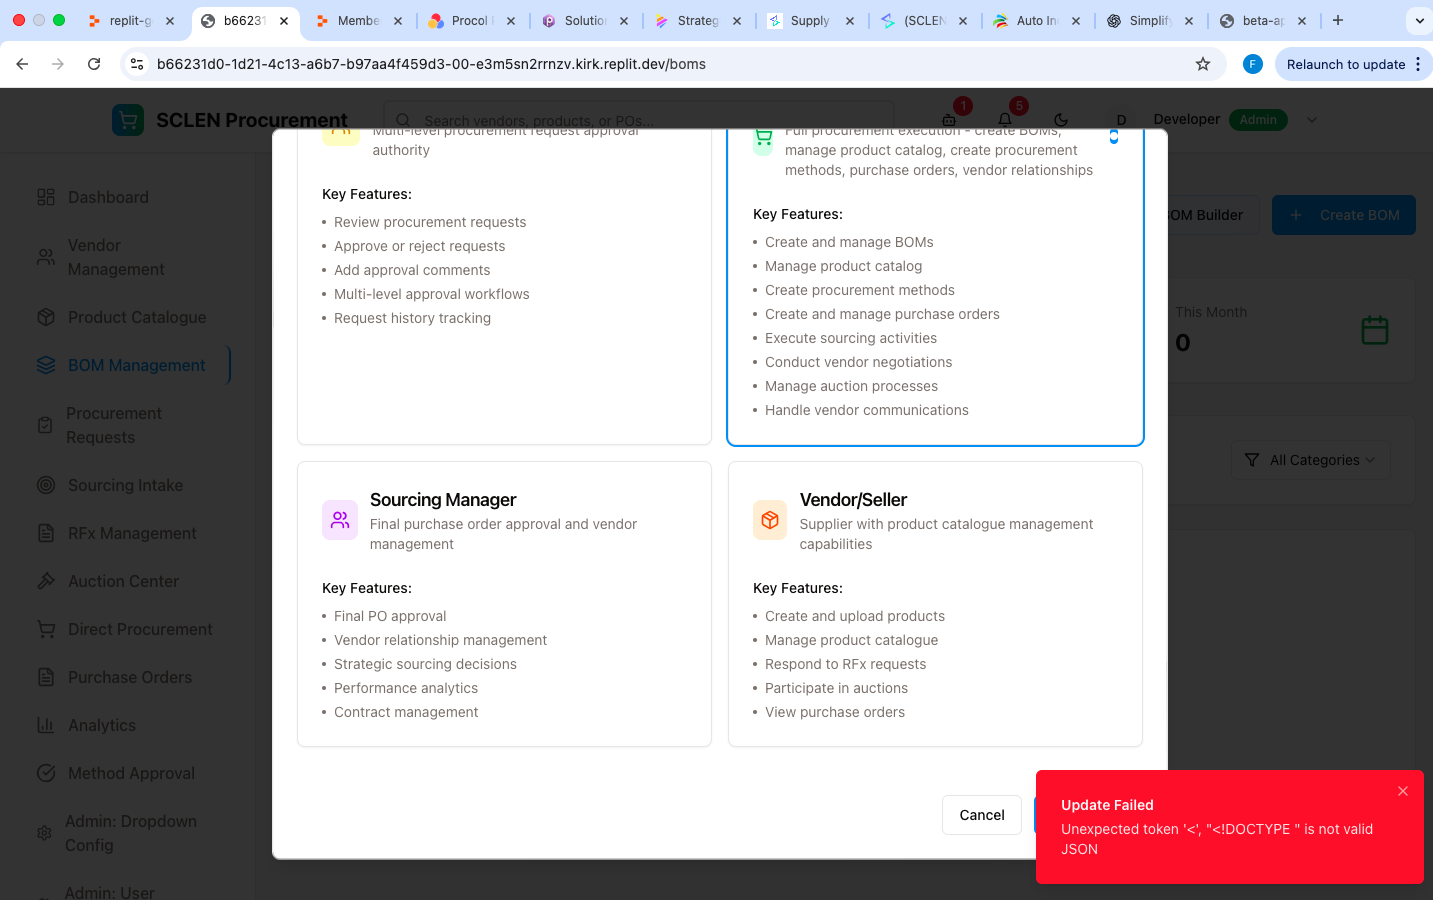 replit-g
b66231
Membe
Procol
Solutio
Strateg
Supply
(SCLEN
Auto In
Simplify
beta-ap
b66231d0-1d21-4c13-a6b7-b97aa4f459d3-00-e3m5sn2rrnzv.kirk.replit.dev/boms
F
Relaunch to update
SCLEN Procurement
Search vendors, products, or POs...
1
5
D
Developer
Admin
Dashboard
Vendor
Management
Product Catalogue
BOM Management
Procurement
Requests
Sourcing Intake
RFx Management
Auction Center
Direct Procurement
Purchase Orders
Analytics
Method Approval
Admin: Dropdown
Config
Admin: User
BOM Builder
Create BOM
This Month
0
All Categories
Multi-level procurement request approval
authority
Key Features:
• Review procurement requests
• Approve or reject requests
• Add approval comments
• Multi-level approval workflows
• Request history tracking
Full procurement execution - create BOMs,
manage product catalog, create procurement
methods, purchase orders, vendor relationships
Key Features:
• Create and manage BOMs
• Manage product catalog
• Create procurement methods
• Create and manage purchase orders
• Execute sourcing activities
• Conduct vendor negotiations
• Manage auction processes
• Handle vendor communications
Sourcing Manager
Final purchase order approval and vendor
management
Key Features:
• Final PO approval
• Vendor relationship management
• Strategic sourcing decisions
• Performance analytics
• Contract management
Vendor/Seller
Supplier with product catalogue management
capabilities
Key Features:
• Create and upload products
• Manage product catalogue
• Respond to RFx requests
• Participate in auctions
• View purchase orders
Cancel
Update Failed
Unexpected token '<', "<!DOCTYPE " is not valid
JSON